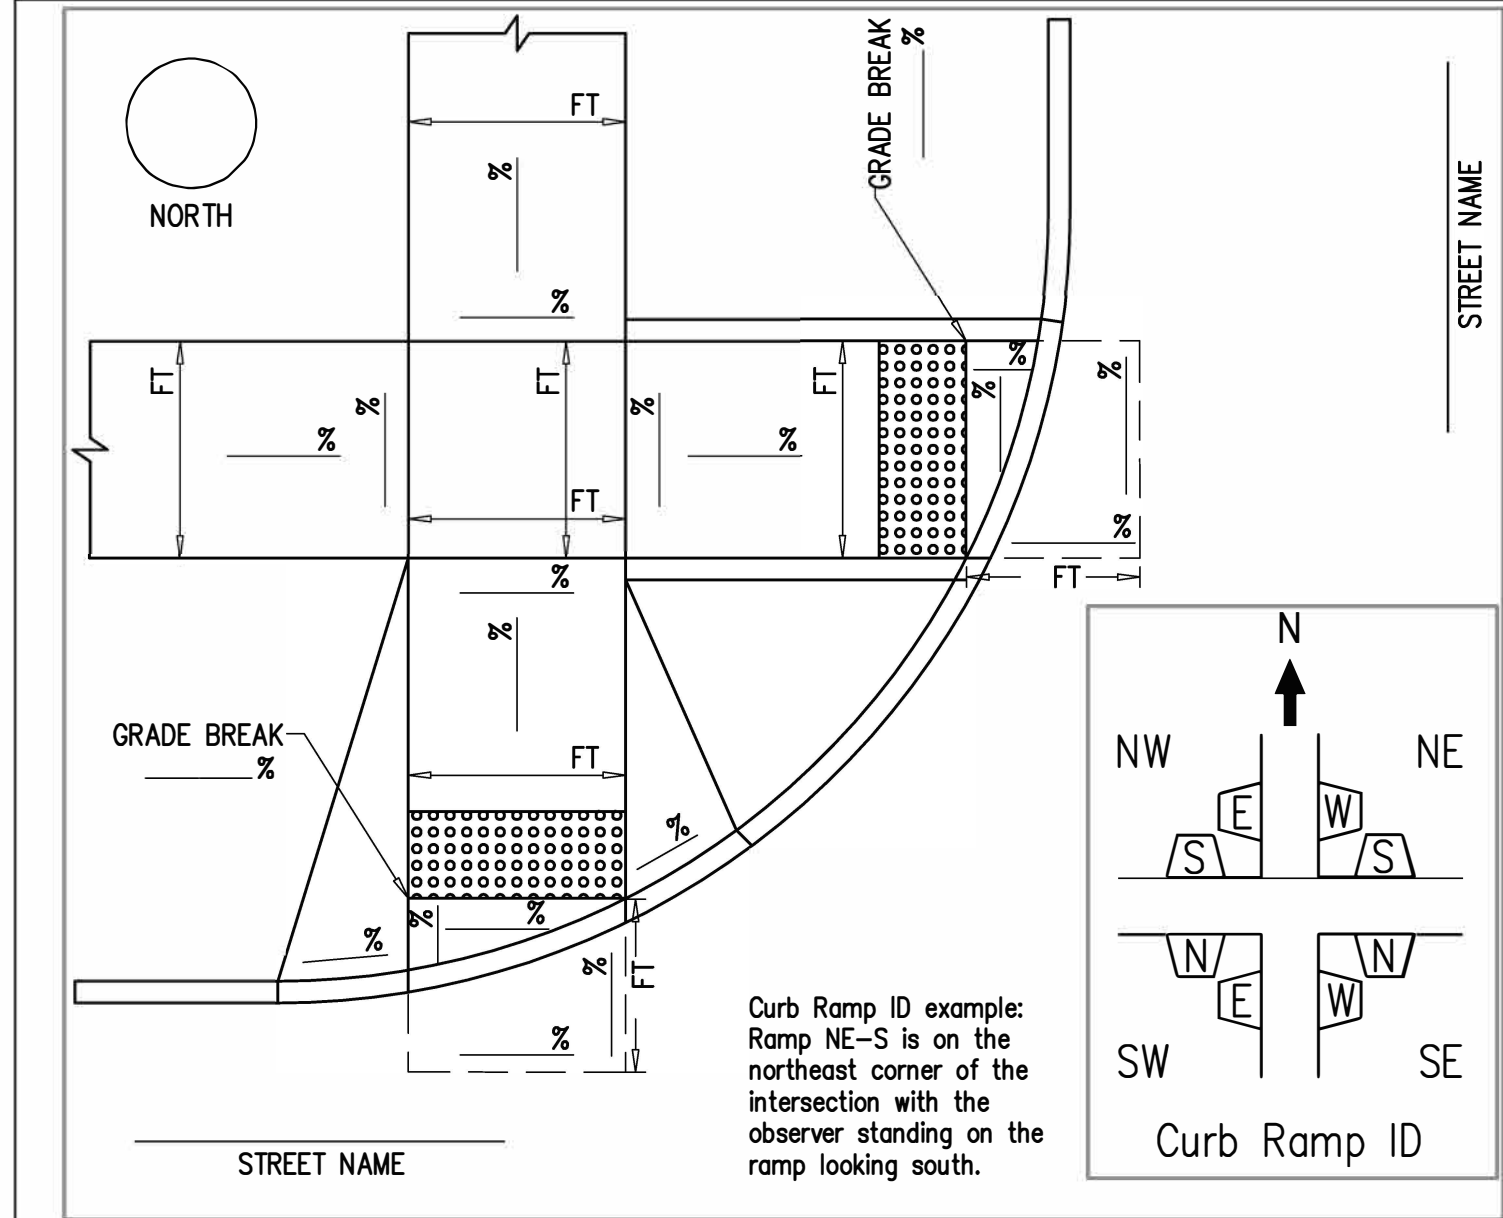 GRADE BREAK
%
FT
NORTH
%
STREET NAME
%
FT
FT
FT
%
%
%
%
%
%
%
%
FT
%
%
FT
%
GRADE BREAK
%
FT
%
%
%
%
%
FT
%
STREET NAME
Curb Ramp ID example:
Ramp NE-S is on the
northeast corner of the
intersection with the
observer standing on the
ramp looking south.
N
NW NE
E W
S S
N N
E W
SW SE
Curb Ramp ID